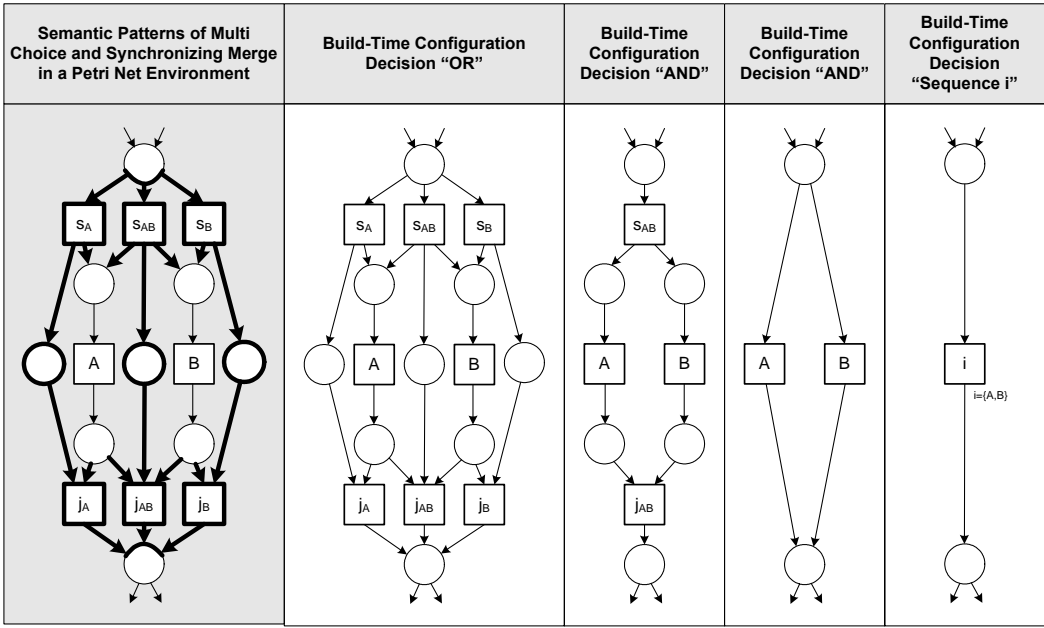 Semantic Patterns of Multi
Choice and Synchronizing Merge
in a Petri Net Environment
Build-Time Configuration
Decision “OR”
Build-Time
Configuration
Decision “AND”
Build-Time
Configuration
Decision “AND”
Build-Time
Configuration
Decision
“Sequence i”
sA sAB sB
A B
jA jAB jB
sA sAB sB
A B
jA jAB jB
sAB
A B
jAB
A B
i
i={A,B}